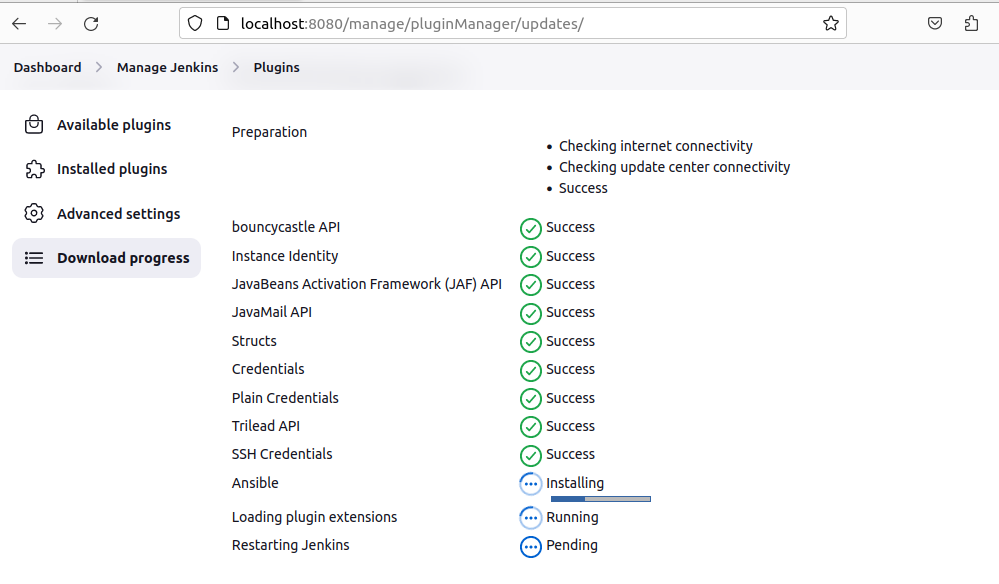 localhost:8080/manage/pluginManager/updates/
Dashboard > Manage Jenkins > Plugins
Available plugins
Installed plugins
Advanced settings
Download progress
Preparation
• Checking internet connectivity
• Checking update center connectivity
• Success
bouncycastle API Success
Instance Identity Success
JavaBeans Activation Framework (JAF) API Success
JavaMail API Success
Structs Success
Credentials Success
Plain Credentials Success
Trilead API Success
SSH Credentials Success
Ansible Installing
Loading plugin extensions Running
Restarting Jenkins Pending